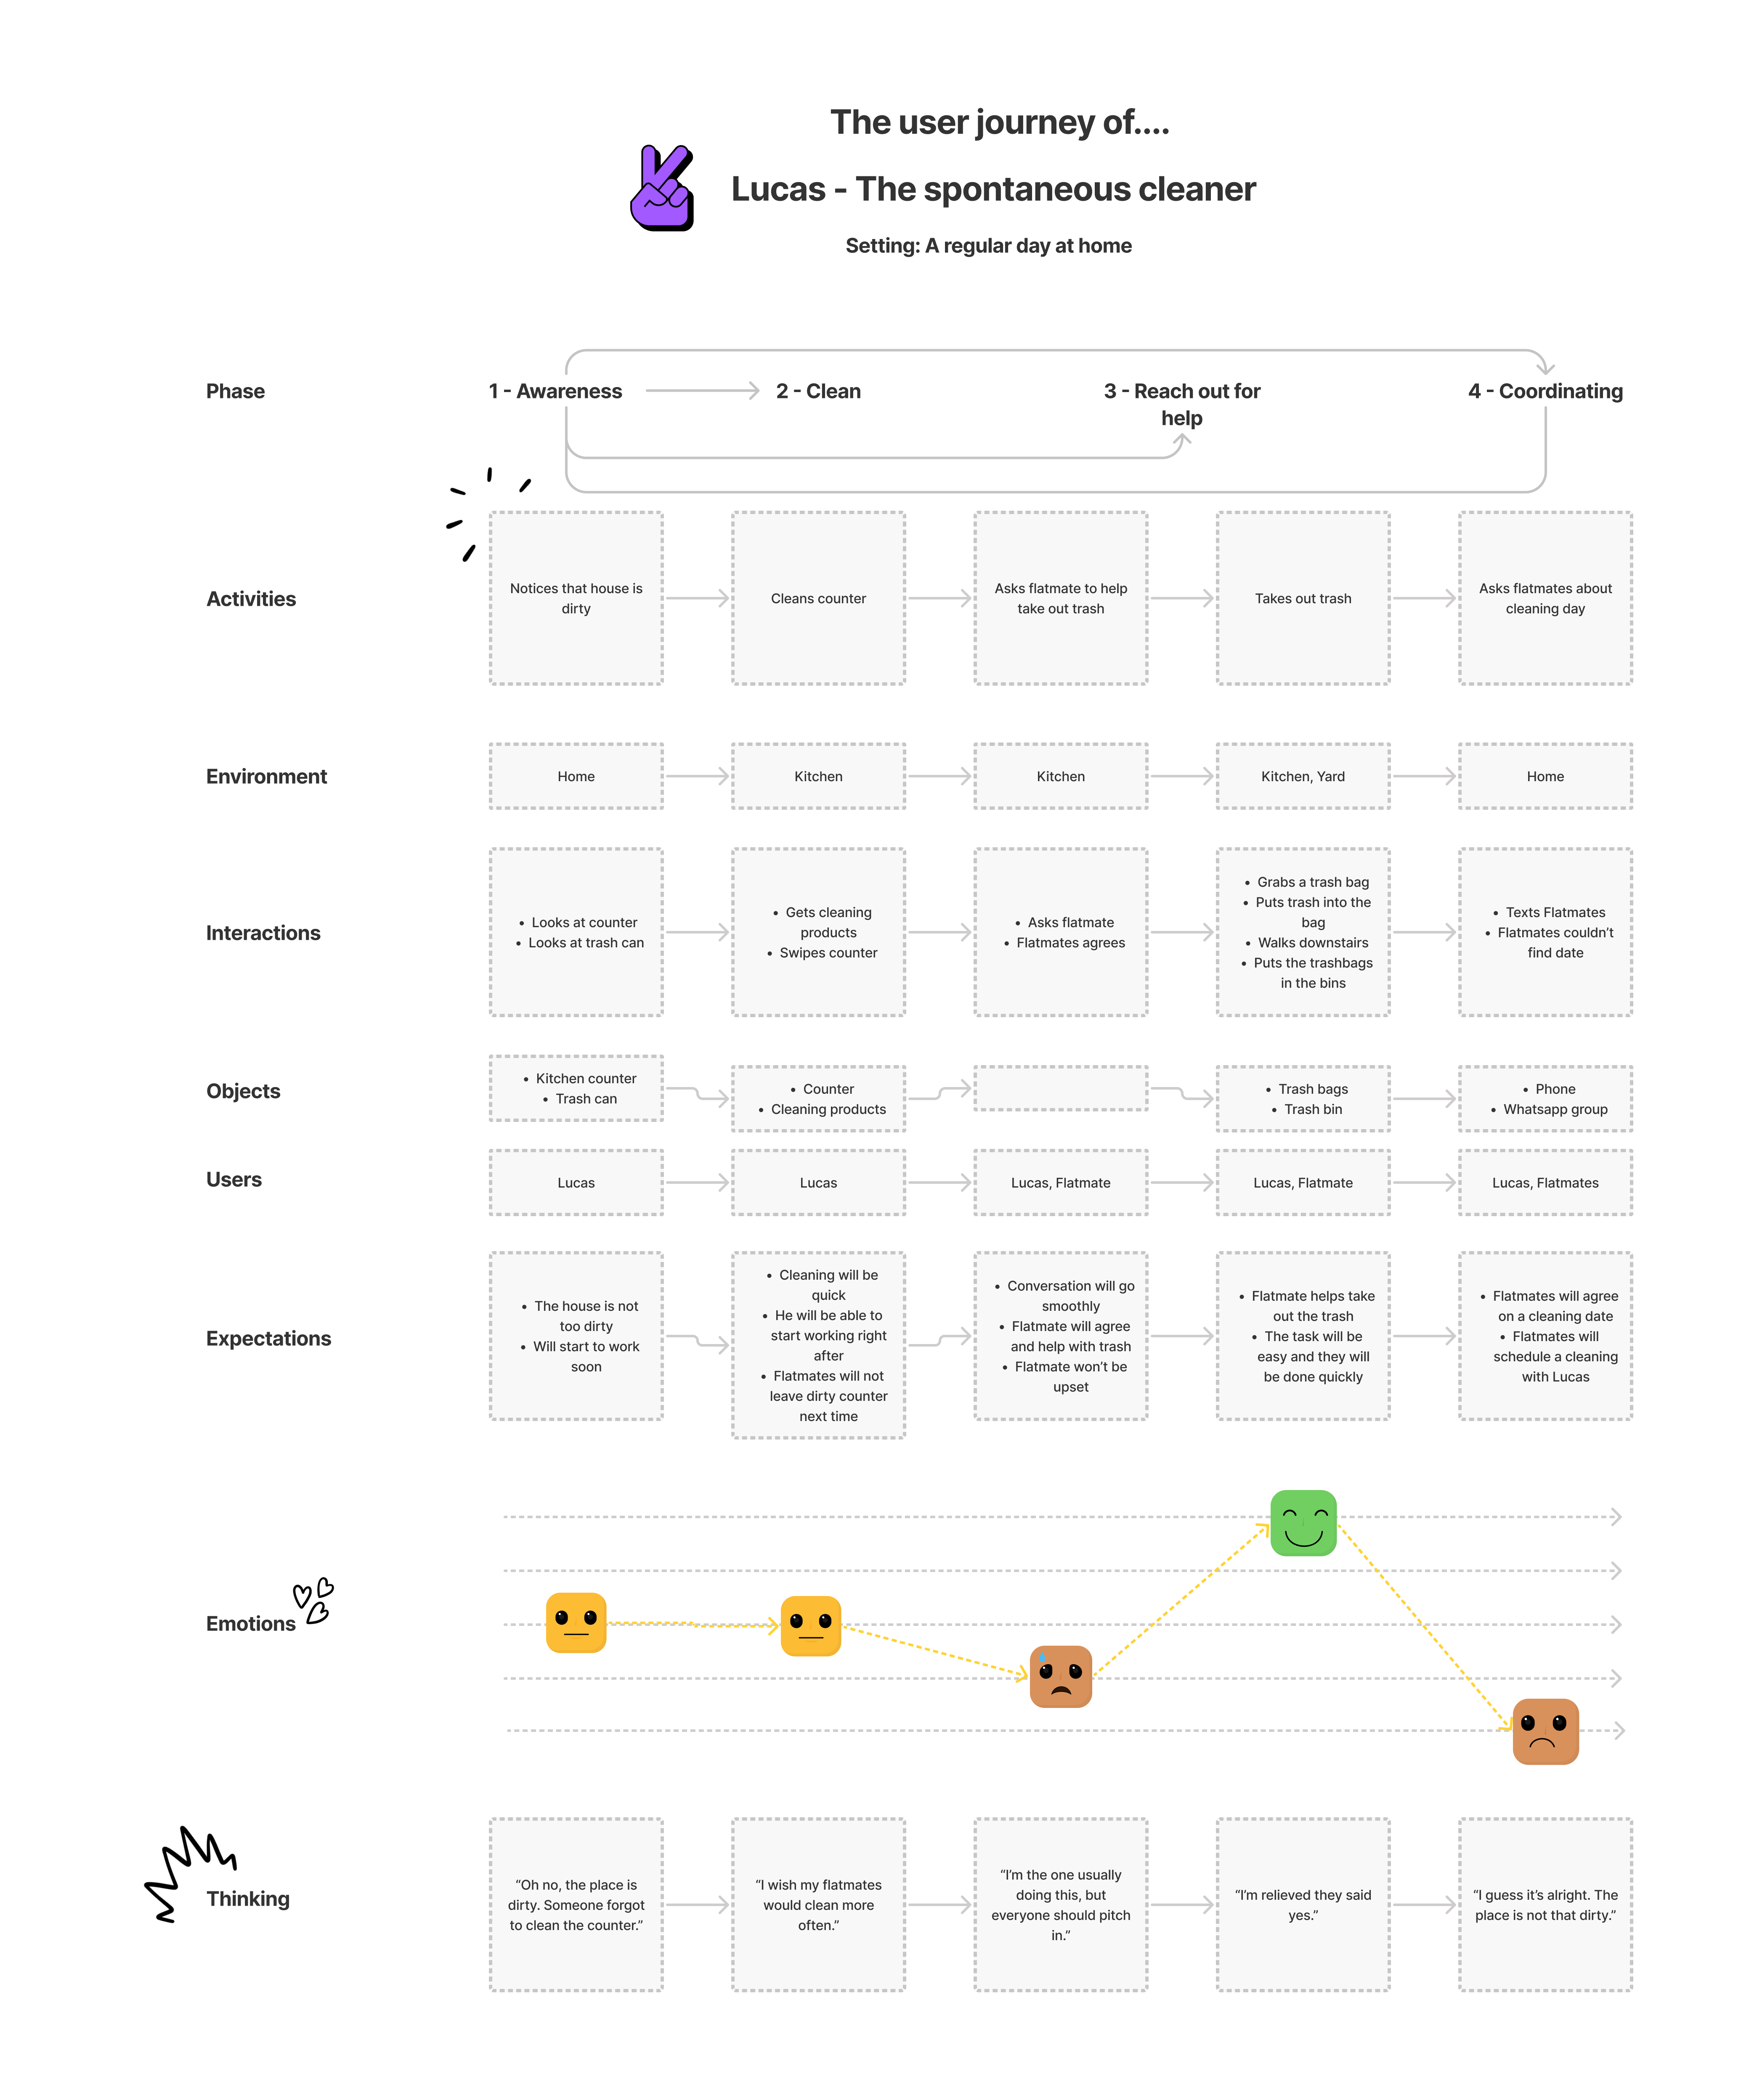 The user journey of....
Lucas - The spontaneous cleaner
Setting: A regular day at home
Phase
1 - Awareness
2 - Clean
3 - Reach out for
help
4 - Coordinating
Activities
Notices that house is
dirty
Cleans counter
Asks flatmate to help
take out trash
Takes out trash
Asks flatmates about
cleaning day
Environment
Home
Kitchen
Kitchen
Kitchen, Yard
Home
Interactions
• Looks at counter
• Looks at trash can
• Gets cleaning
products
• Swipes counter
• Asks flatmate
• Flatmates agrees
• Grabs a trash bag
• Puts trash into the
bag
• Walks downstairs
• Puts the trashbags
in the bins
• Texts Flatmates
• Flatmates couldn’t
find date
Objects
• Kitchen counter
• Trash can
• Counter
• Cleaning products
• Trash bags
• Trash bin
• Phone
• Whatsapp group
Users
Lucas
Lucas
Lucas, Flatmate
Lucas, Flatmate
Lucas, Flatmates
Expectations
• The house is not
too dirty
• Will start to work
soon
• Cleaning will be
quick
• He will be able to
start working right
after
• Flatmates will not
leave dirty counter
next time
• Conversation will go
smoothly
• Flatmate will agree
and help with trash
• Flatmate won’t be
upset
• Flatmate helps take
out the trash
• The task will be
easy and they will
be done quickly
• Flatmates will agree
on a cleaning date
• Flatmates will
schedule a cleaning
with Lucas
Emotions
Thinking
“Oh no, the place is
dirty. Someone forgot
to clean the counter.”
“I wish my flatmates
would clean more
often.”
“I’m the one usually
doing this, but
everyone should pitch
in.”
“I’m relieved they said
yes.”
“I guess it’s alright. The
place is not that dirty.”